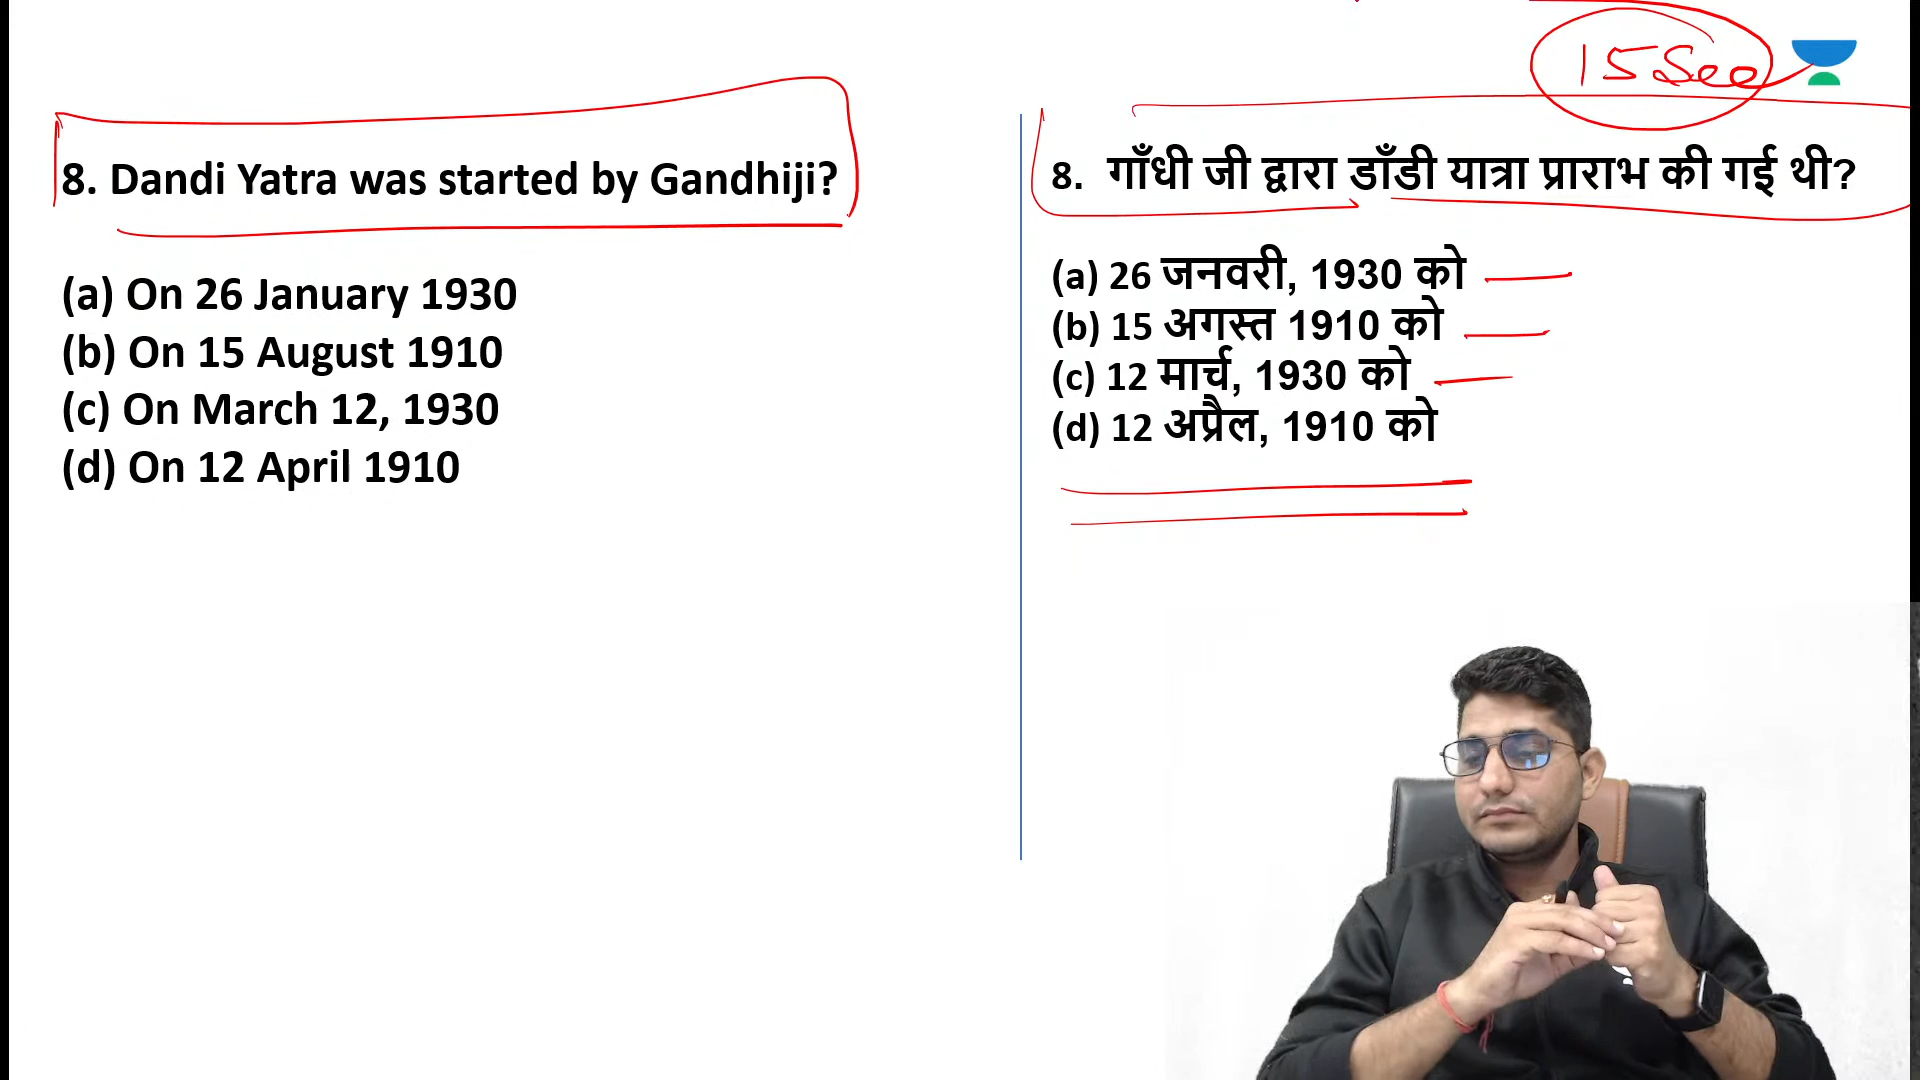 15 Sec
8. Dandi Yatra was started by Gandhiji?
(a) On 26 January 1930
(b) On 15 August 1910
(c) On March 12, 1930
(d) On 12 April 1910
8. गाँधी जी द्वारा डाँडी यात्रा प्राराभ की गई थी?
(a) 26 जनवरी, 1930 को
(b) 15 अगस्त 1910 को
(c) 12 मार्च, 1930 को
(d) 12 अप्रैल, 1910 को